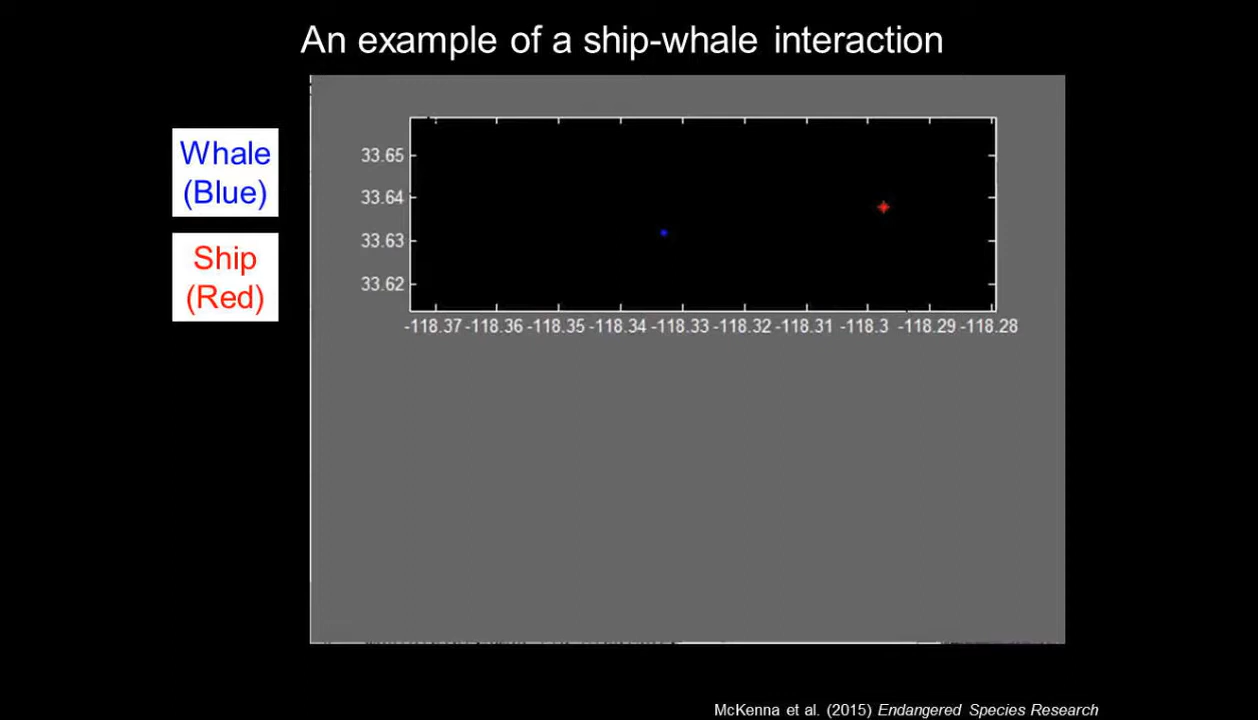 An example of a ship-whale interaction
Whale
(Blue)
Ship
(Red)
33.65
33.64
33.63
33.62
-118.37 -118.36 -118.35 -118.34 -118.33 -118.32 -118.31 -118.3 -118.29 -118.28
McKenna et al. (2015) Endangered Species Research